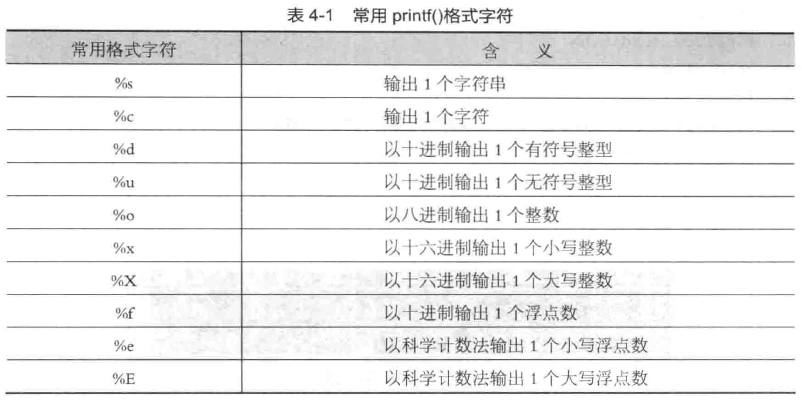 表 4-1 常用 printf()格式字符
常用格式字符 含 义
%s 输出 1 个字符串
%c 输出 1 个字符
%d 以十进制输出 1 个有符号整型
%u 以十进制输出 1 个无符号整型
%o 以八进制输出 1 个整数
%x 以十六进制输出 1 个小写整数
%X 以十六进制输出 1 个大写整数
%f 以十进制输出 1 个浮点数
%e 以科学计数法输出 1 个小写浮点数
%E 以科学计数法输出 1 个大写浮点数